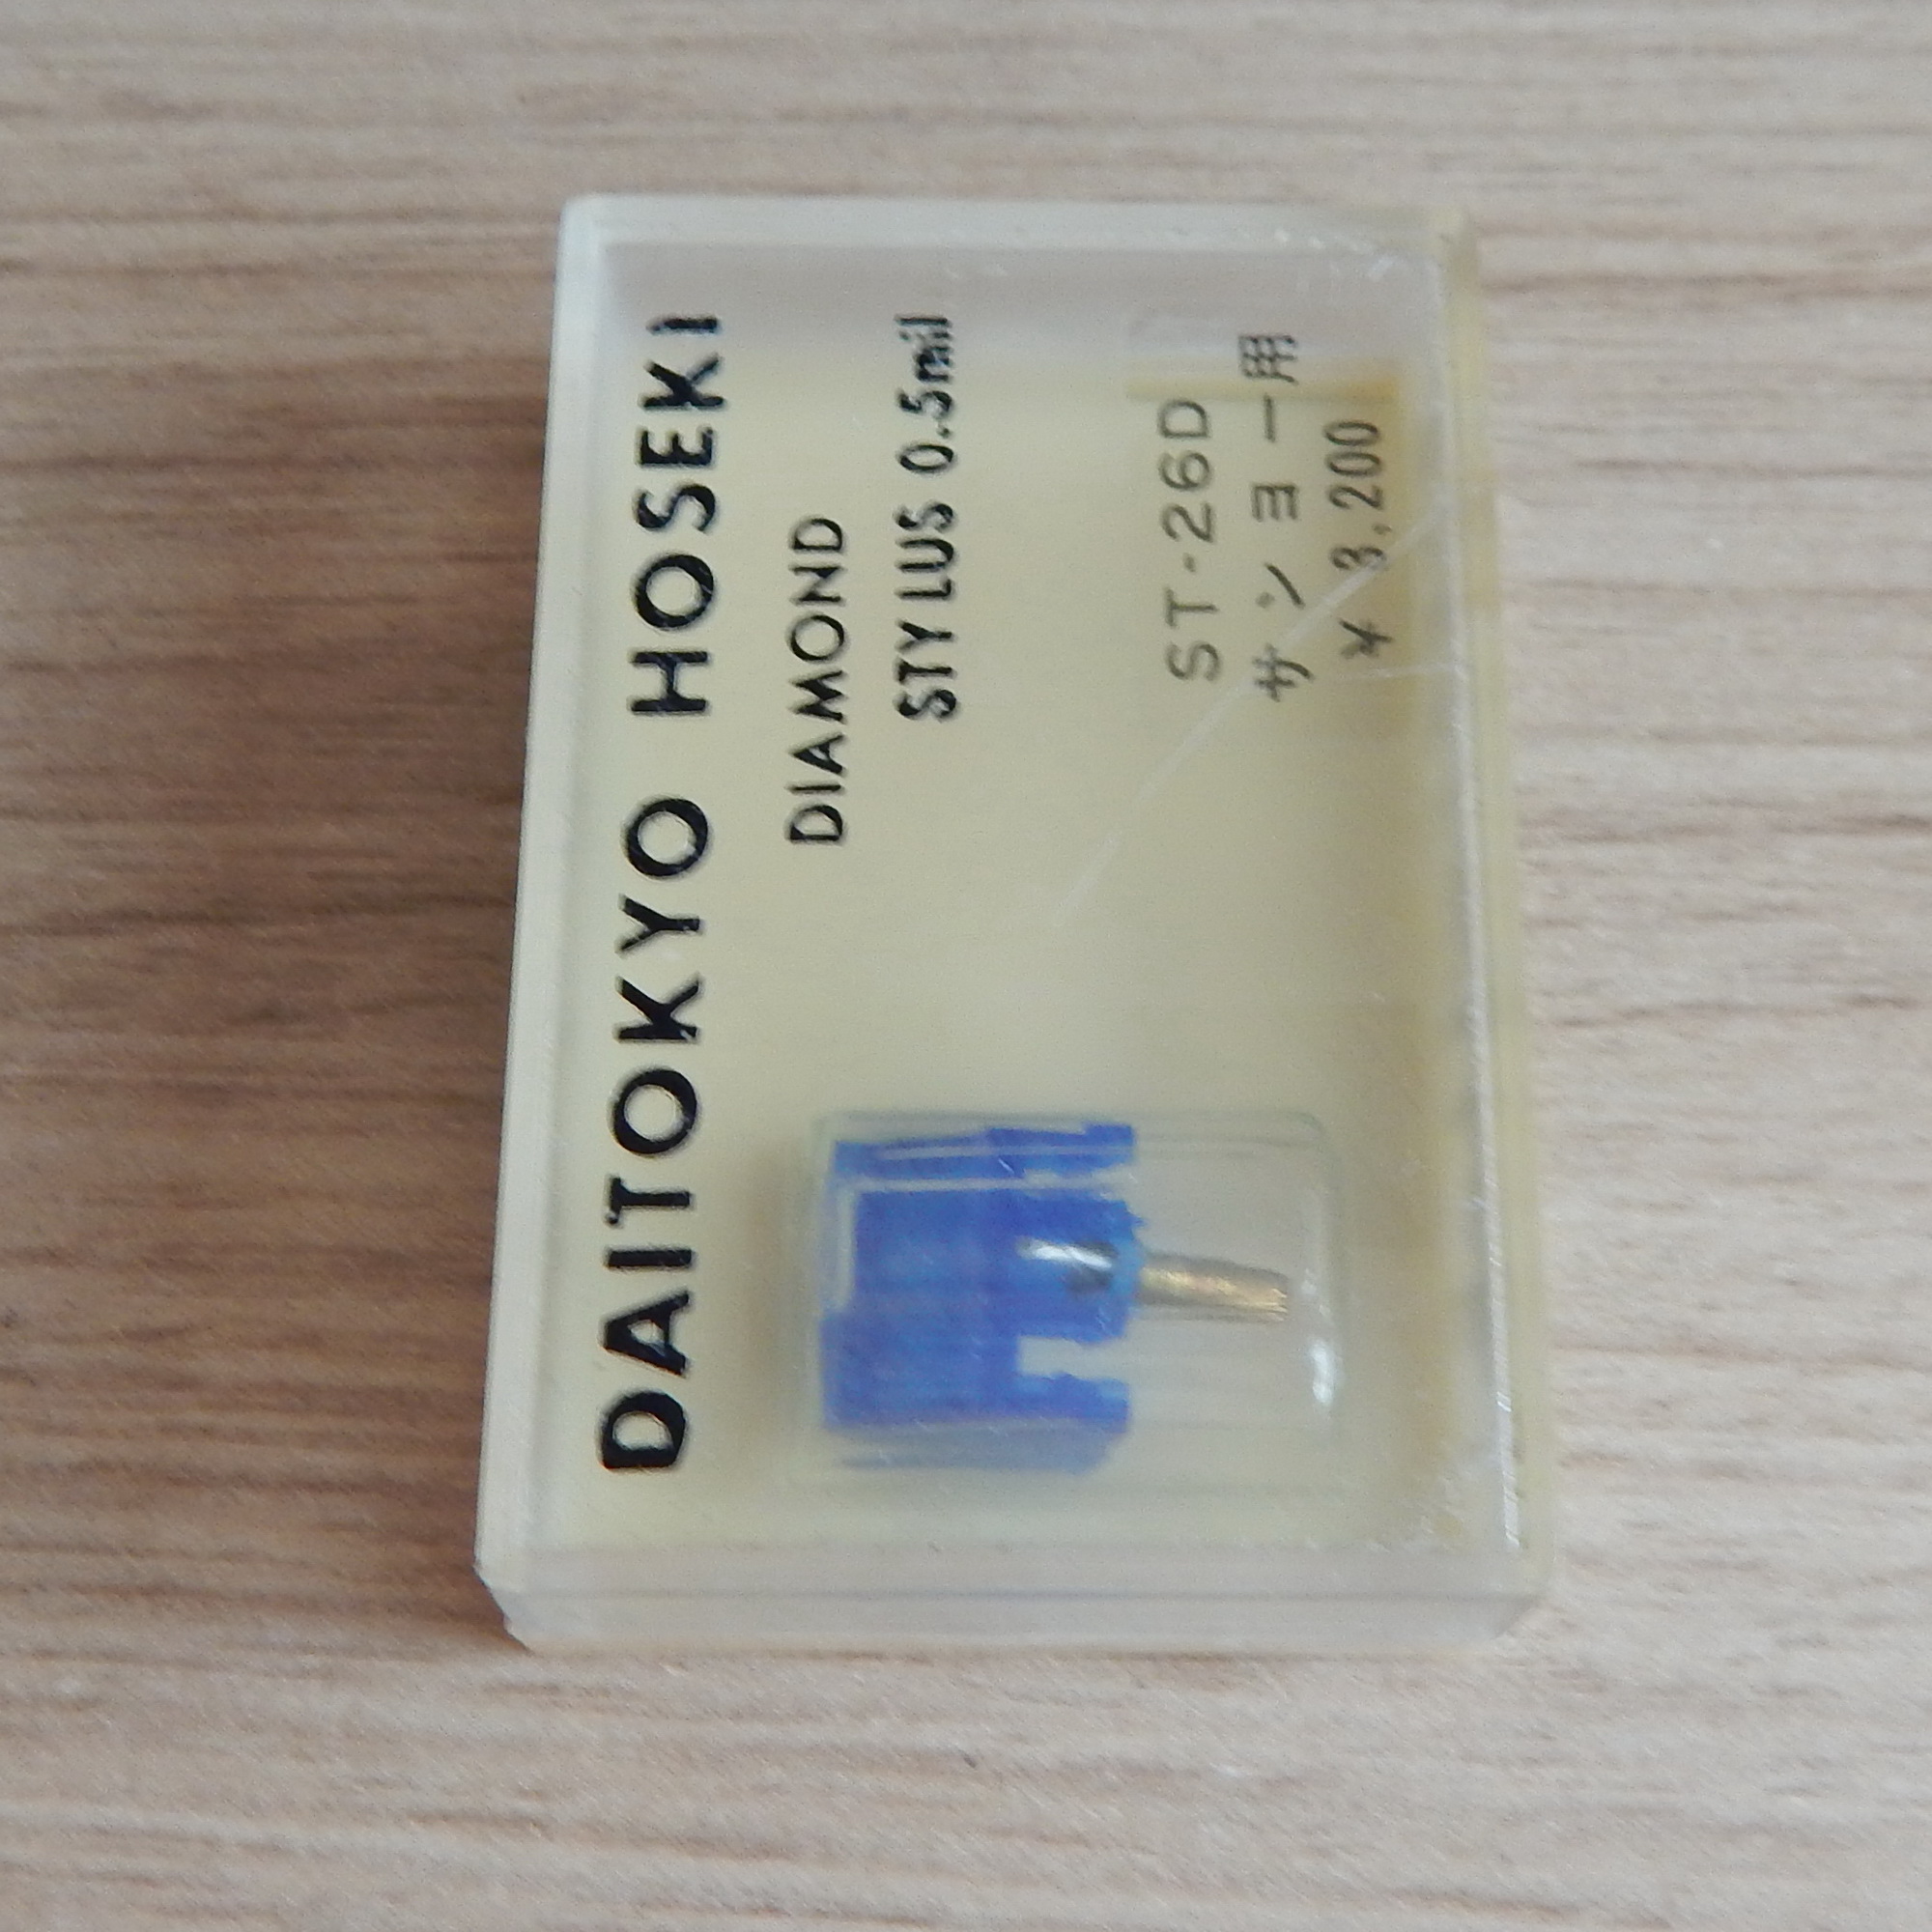 DAITOKYO HOSEKI
DIAMOND
STYLUS 0.5mil
ST-26D
サンヨー用
¥ 3,200